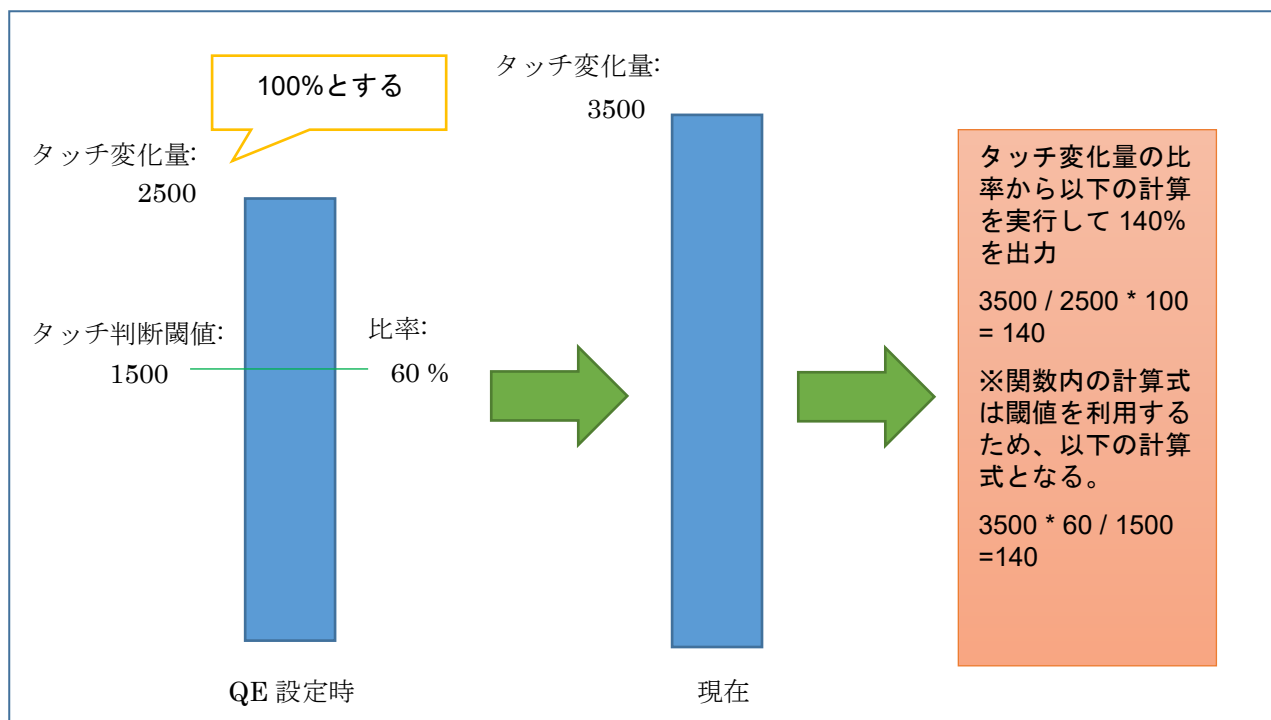 100%とする
タッチ変化量:
2500
タッチ判断閾値:
1500
比率:
60 %
QE 設定時
タッチ変化量:
3500
現在
タッチ変化量の比
率から以下の計算
を実行して 140%
を出力
3500 / 2500 * 100
= 140
※関数内の計算式
は閾値を利用する
ため、以下の計算
式となる。
3500 * 60 / 1500
=140